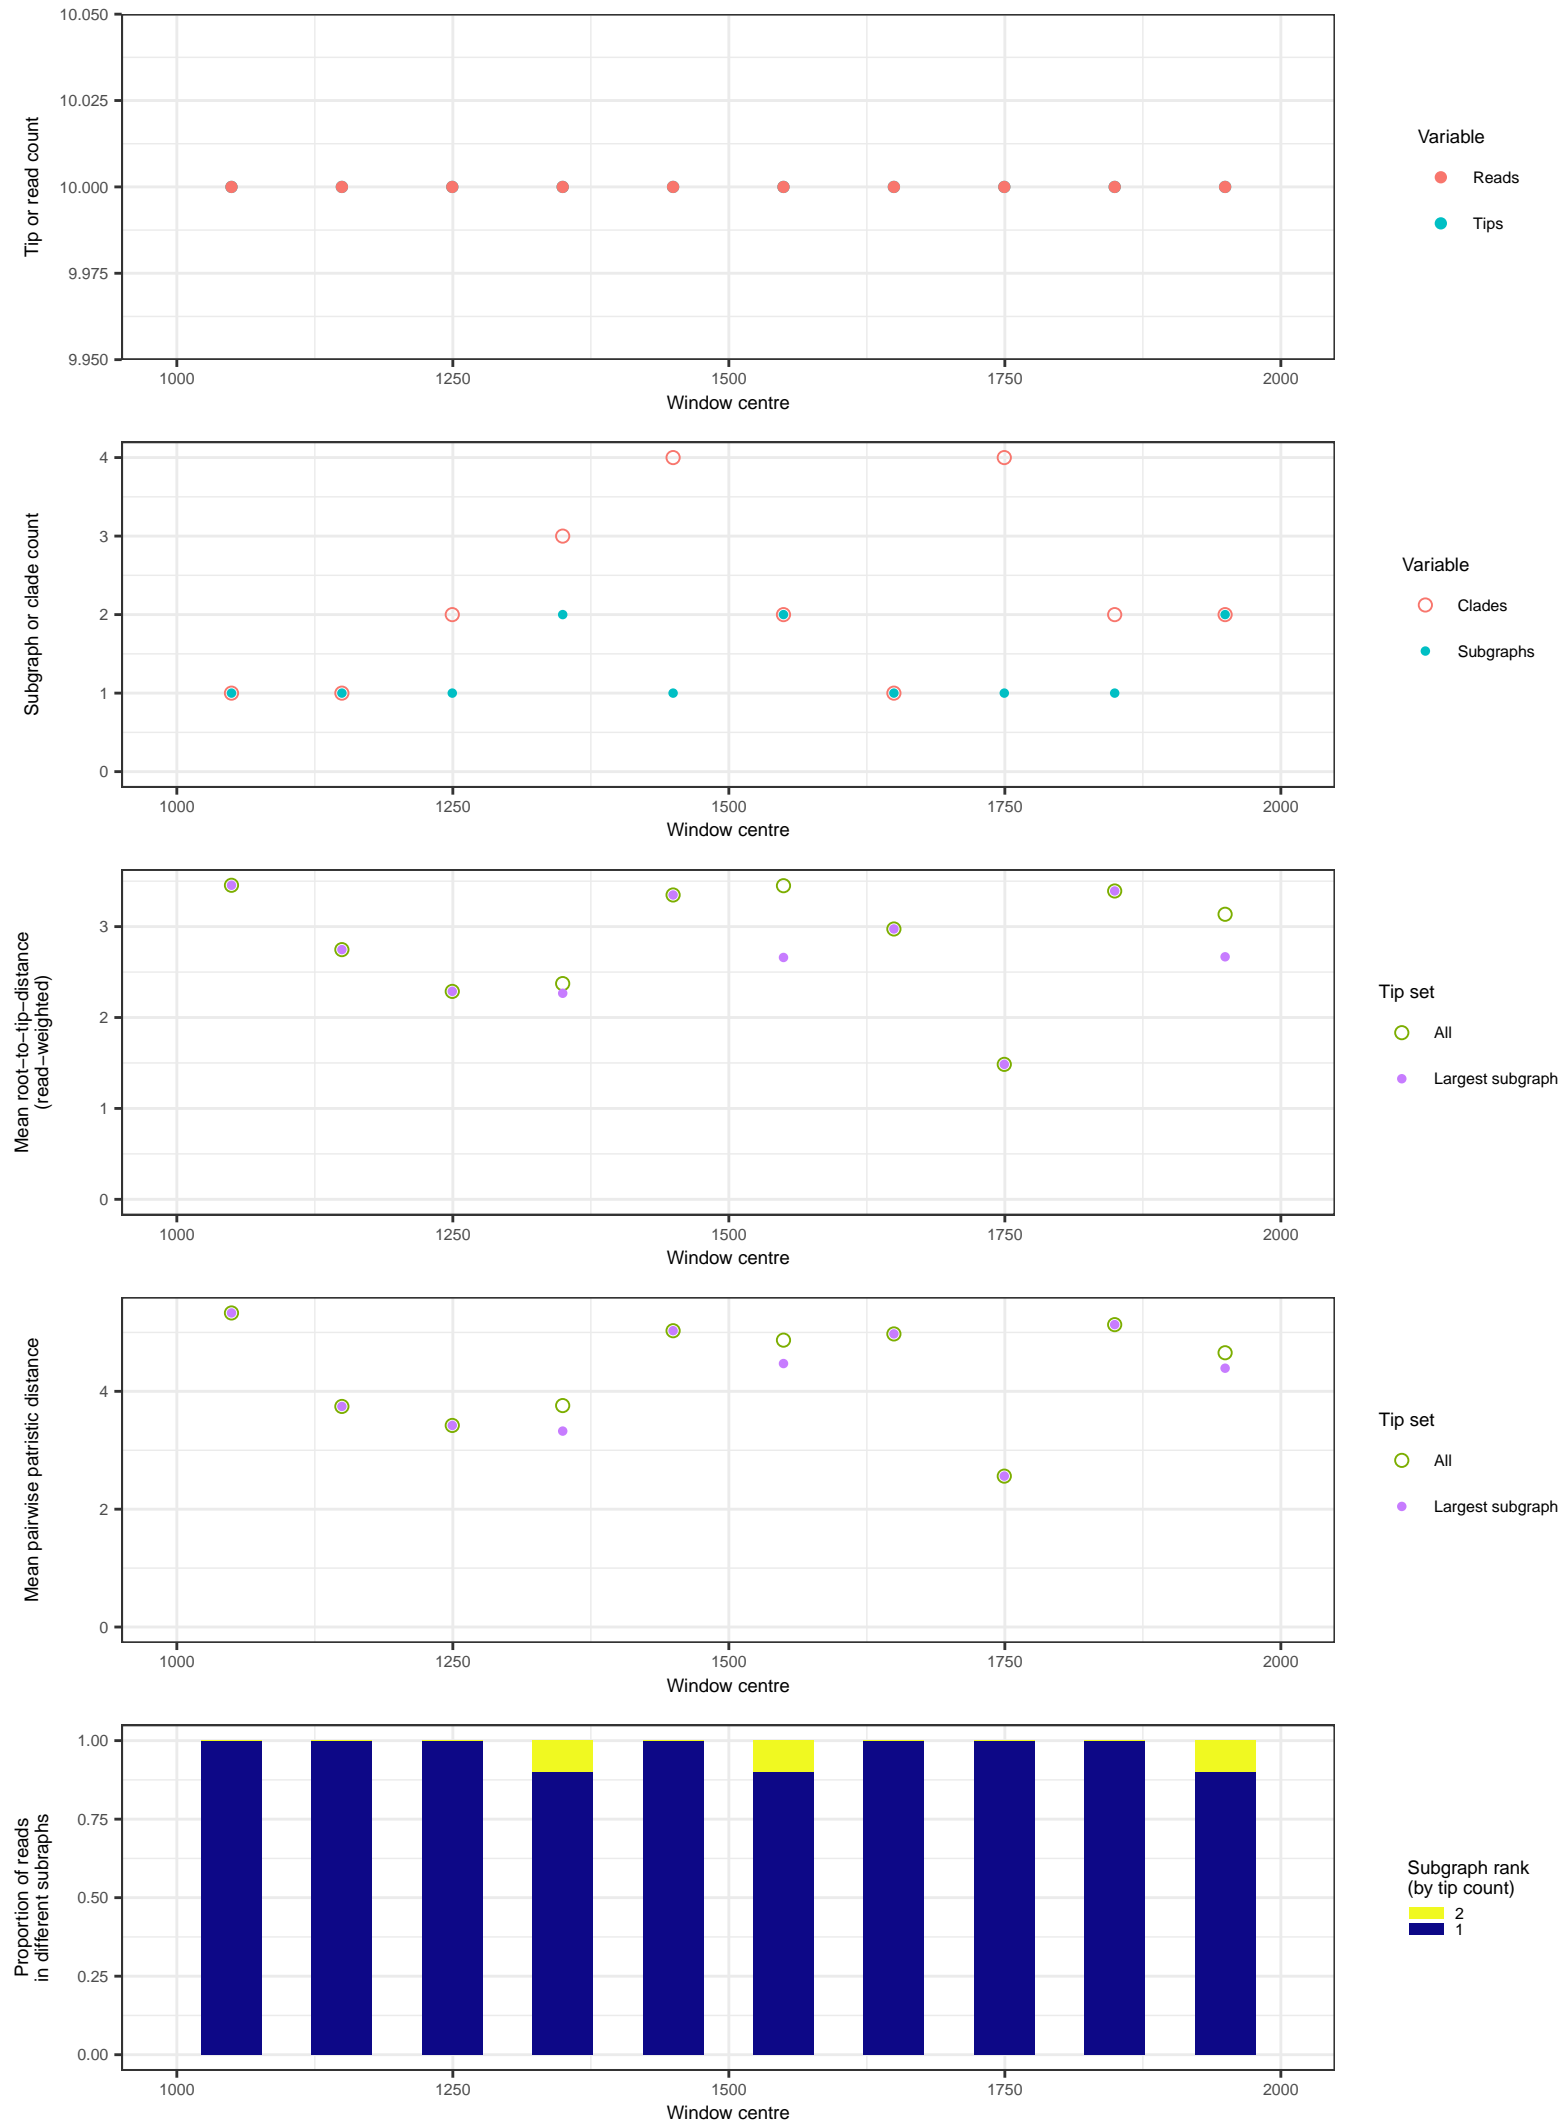 10.050
10.025
10.000
9.975
9.950
Tip or read count
1000 1250 1500 1750 2000
Window centre
Variable
Reads
Tips
4
3
2
1
0
Subgraph or clade count
1000 1250 1500 1750 2000
Window centre
Variable
Clades
Subgraphs
3
2
1
0
Mean root−to−tip−distance
(read−weighted)
1000 1250 1500 1750 2000
Window centre
Tip set
All
Largest subgraph
4
2
0
Mean pairwise patristic distance
1000 1250 1500 1750 2000
Window centre
Tip set
All
Largest subgraph
1.00
0.75
0.50
0.25
0.00
Proportion of reads
in different subraphs
1000 1250 1500 1750 2000
Window centre
Subgraph rank
(by tip count)
2
1